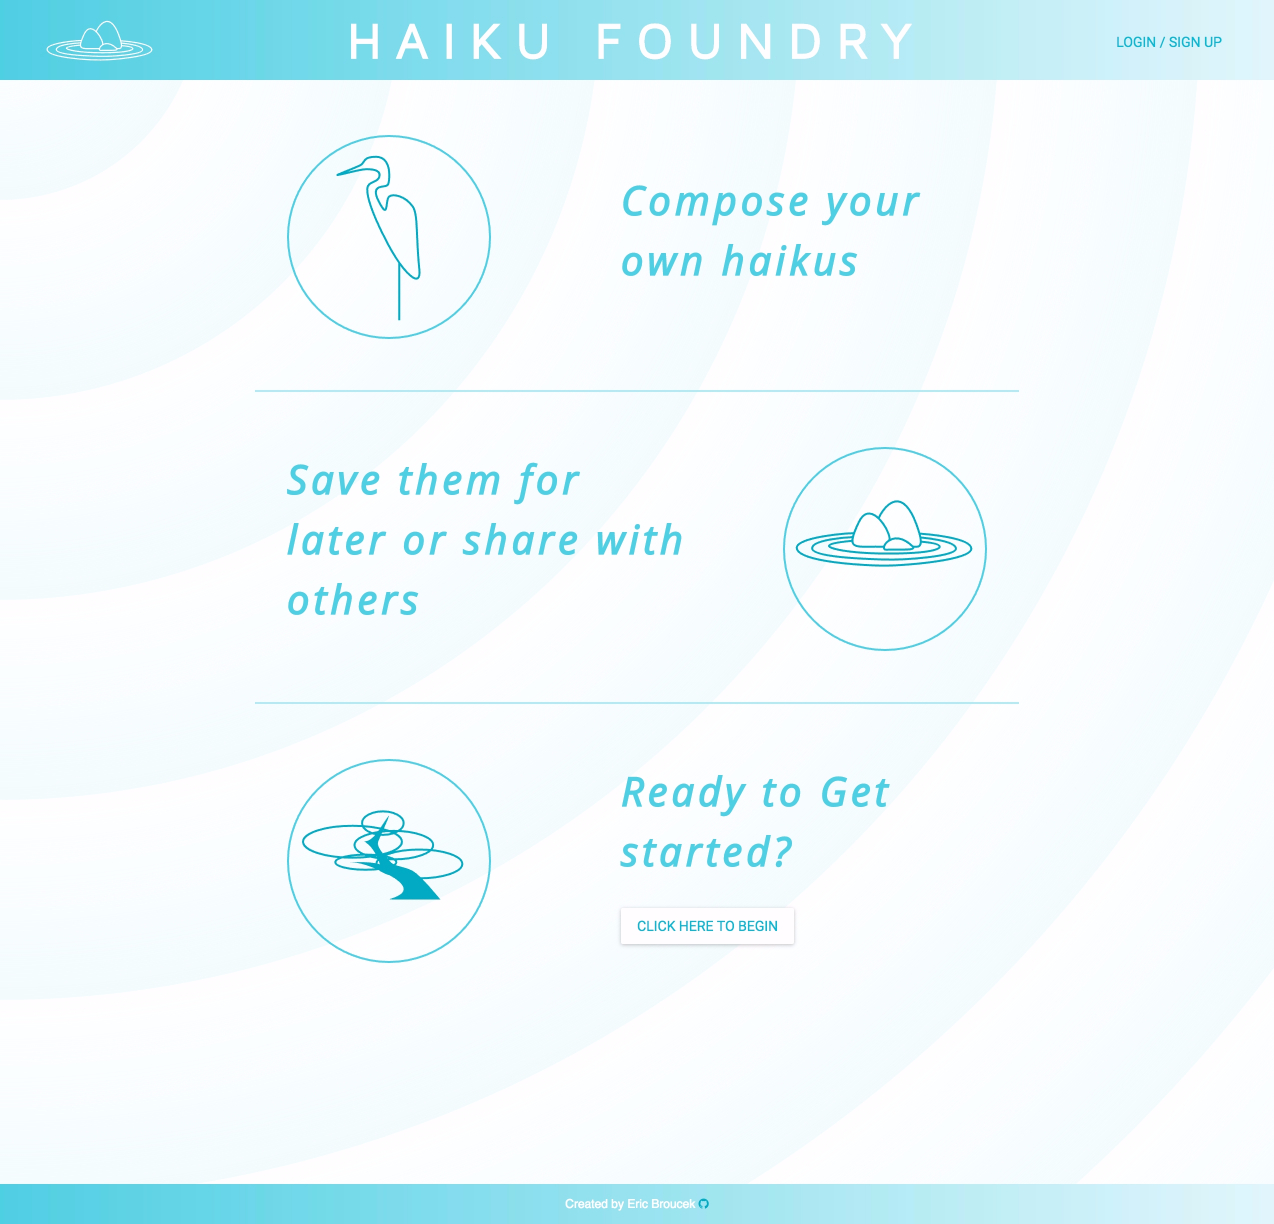 HAIKU FOUNDRY
LOGIN / SIGN UP
Compose your
own haikus
Save them for
later or share with
others
Ready to Get
started?
CLICK HERE TO BEGIN
Created by Eric Broucek